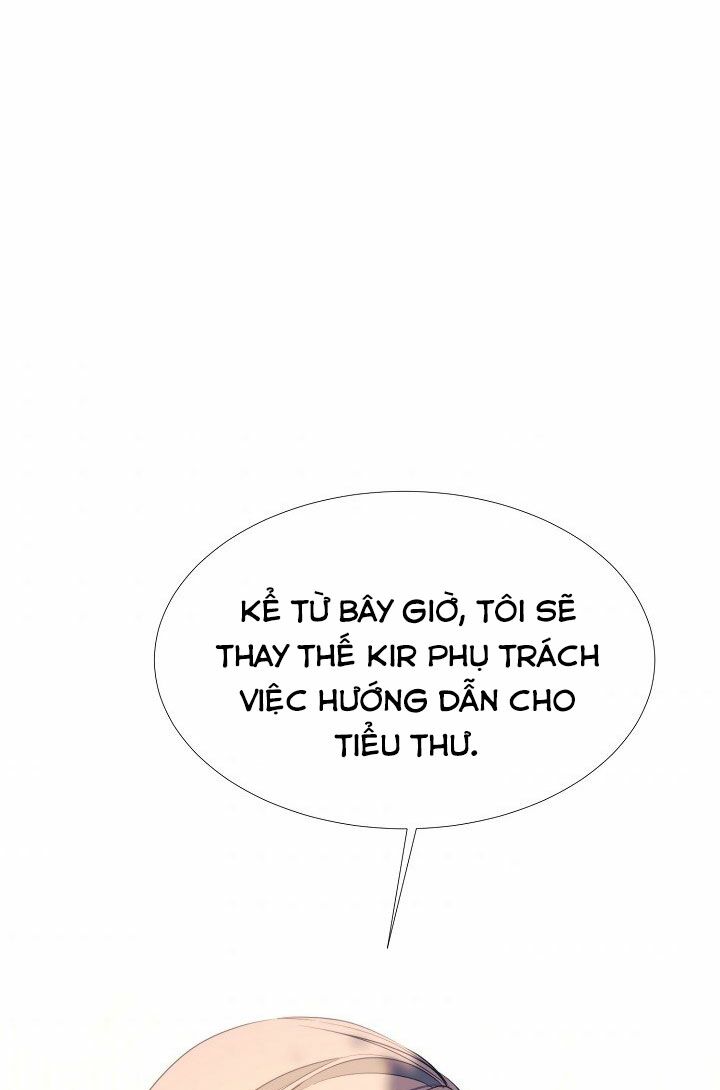 KỂ TỪ BÂY GIỜ, TÔI SẼ
THAY THẾ KIR PHỤ TRÁCH
VIỆC HƯỚNG DẪN CHO
TIỂU THƯ.